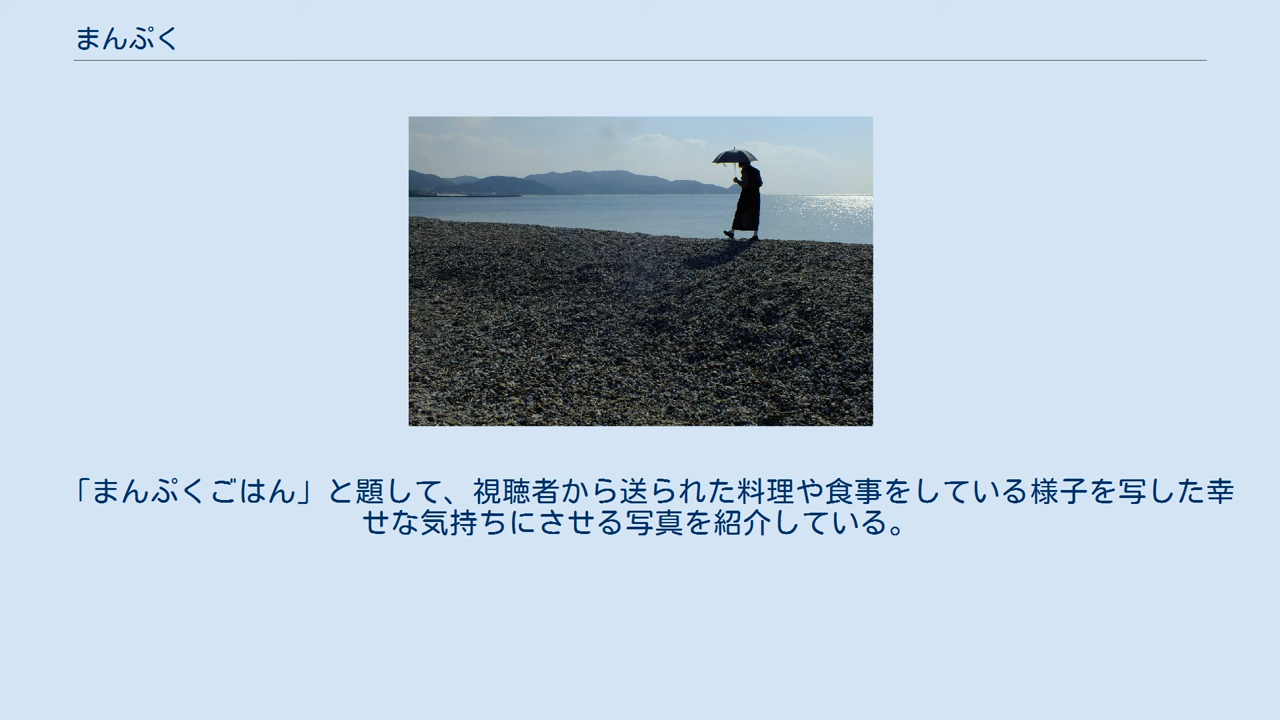 まんぷく
「まんぷくごはん」と題して、視聴者から送られた料理や食事をしている様子を写した幸
せな気持ちにさせる写真を紹介している。